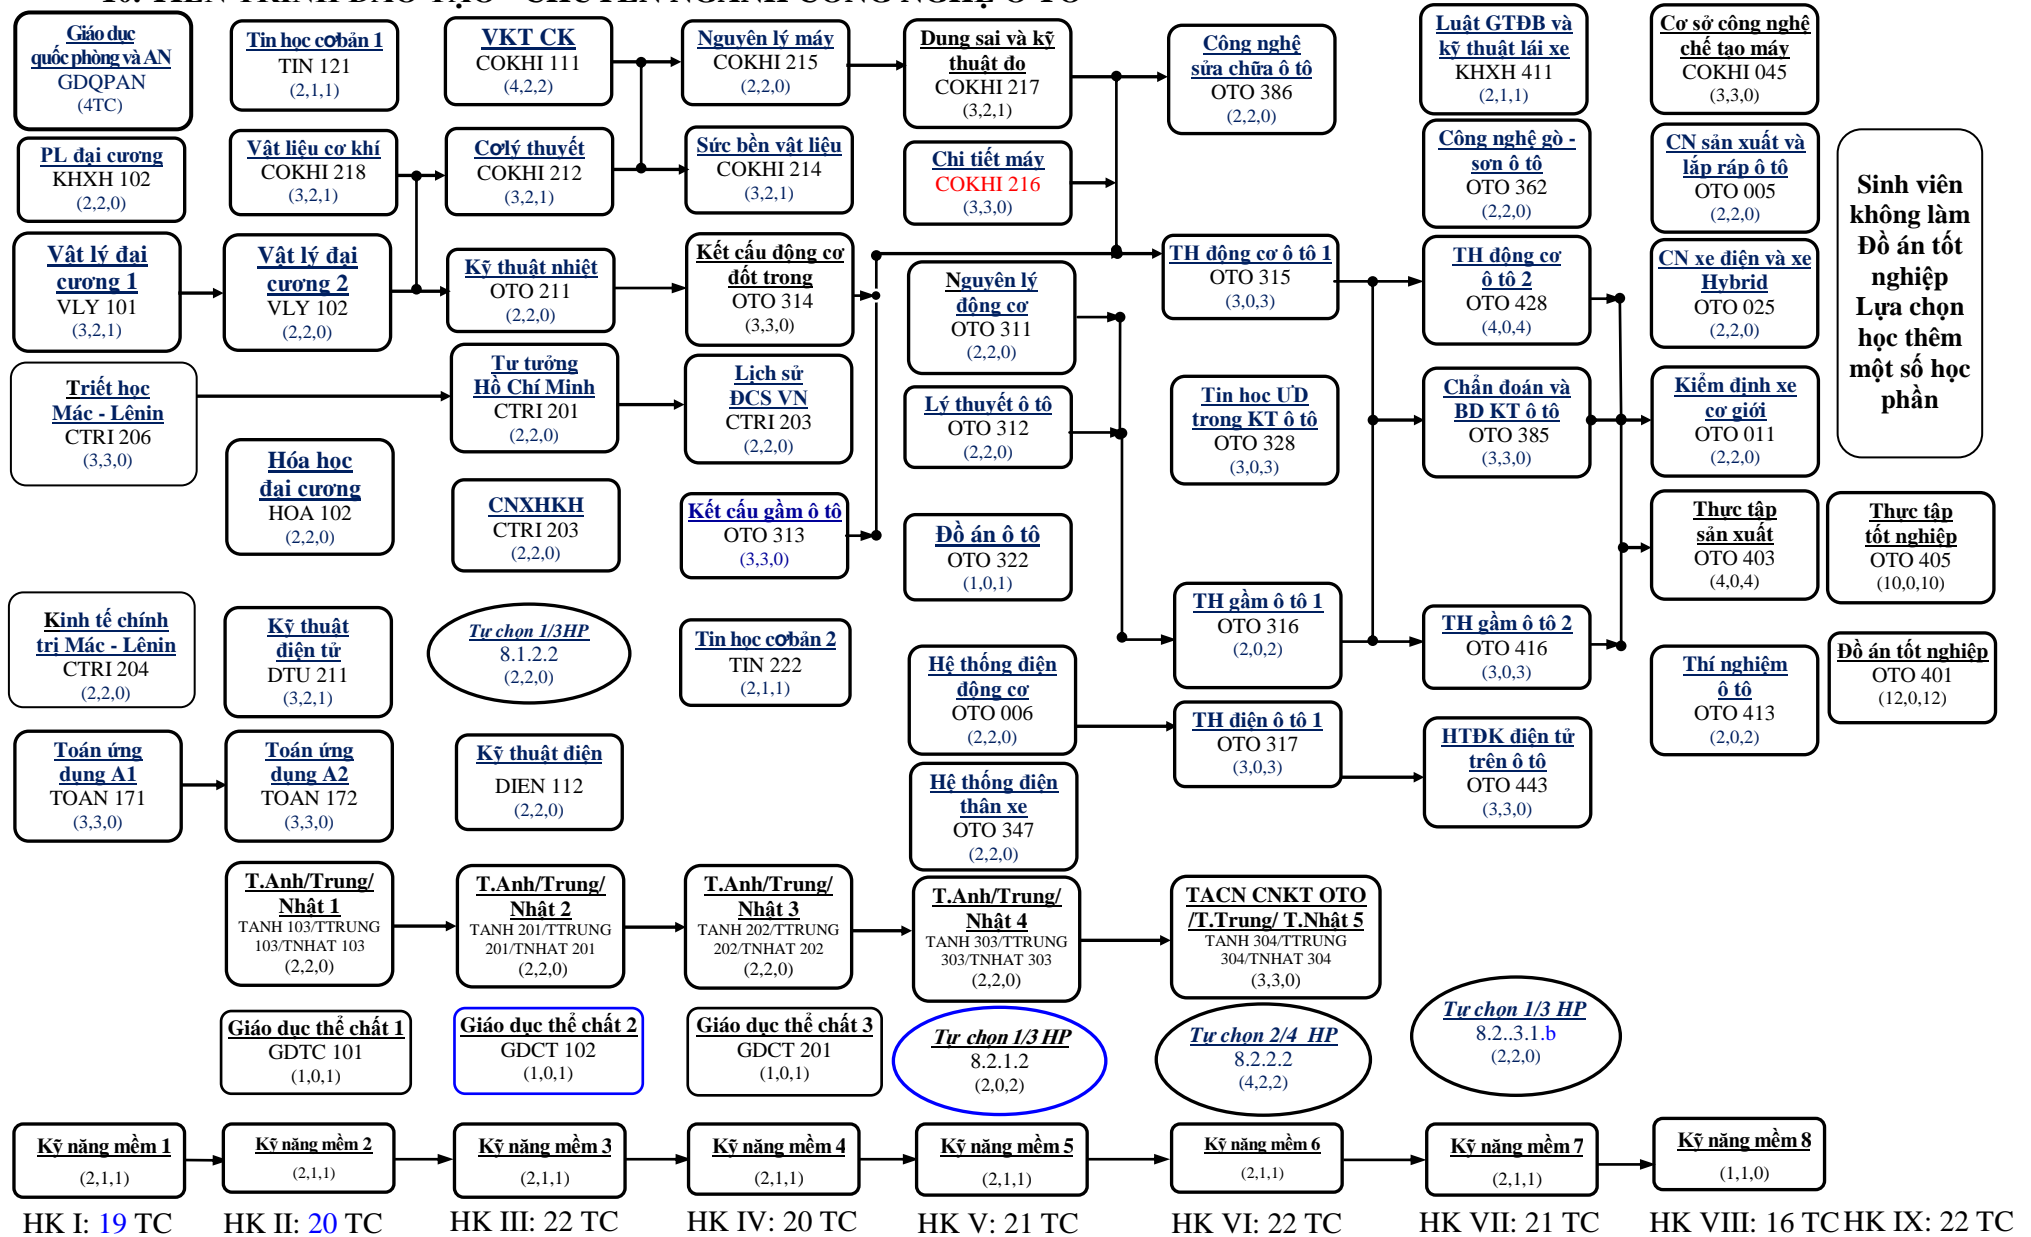 10. TIẾN TRÌNH ĐÀO TẠO - CHUYÊN NGÀNH CÔNG NGHỆ Ô TÔ
Giáo dục
quốc phòng và AN
GDQPAN
(4TC)
PL đại cương
KHXH 102
(2,2,0)
Vật lý đại
cương 1
VLY 101
(3,2,1)
Triết học
Mác - Lênin
CTRI 206
(3,3,0)
Kinh tế chính
trị Mác - Lênin
CTRI 204
(2,2,0)
Toán ứng
dụng A1
TOAN 171
(3,3,0)
Kỹ năng mềm 1
(2,1,1)
HK I: 19 TC
Tin học cơ bản 1
TIN 121
(2,1,1)
Vật liệu cơ khí
COKHI 218
(3,2,1)
Vật lý đại
cương 2
VLY 102
(2,2,0)
Hóa học
đại cương
HOA 102
(2,2,0)
Kỹ thuật
điện tử
DTU 211
(3,2,1)
Toán ứng
dụng A2
TOAN 172
(3,3,0)
T.Anh/Trung/
Nhật 1
TANH 103/TTRUNG
103/TNHAT 103
(2,2,0)
Giáo dục thể chất 1
GDTC 101
(1,0,1)
Kỹ năng mềm 2
(2,1,1)
HK II: 20 TC
VKT CK
COKHI 111
(4,2,2)
Cơ lý thuyết
COKHI 212
(3,2,1)
Kỹ thuật nhiệt
OTO 211
(2,2,0)
Tư tưởng
Hồ Chí Minh
CTRI 201
(2,2,0)
CNXHKH
CTRI 203
(2,2,0)
Tự chọn 1/3HP
8.1.2.2
(2,2,0)
Kỹ thuật điện
DIEN 112
(2,2,0)
T.Anh/Trung/
Nhật 2
TANH 201/TTRUNG
201/TNHAT 201
(2,2,0)
Giáo dục thể chất 2
GDCT 102
(1,0,1)
Kỹ năng mềm 3
(2,1,1)
HK III: 22 TC
Nguyên lý máy
COKHI 215
(2,2,0)
Sức bền vật liệu
COKHI 214
(3,2,1)
Kết cấu động cơ
đốt trong
OTO 314
(3,3,0)
Lịch sử
ĐCS VN
CTRI 203
(2,2,0)
Kết cấu gầm ô tô
OTO 313
(3,3,0)
Tin học cơ bản 2
TIN 222
(2,1,1)
T.Anh/Trung/
Nhật 3
TANH 202/TTRUNG
202/TNHAT 202
(2,2,0)
Giáo dục thể chất 3
GDCT 201
(1,0,1)
Kỹ năng mềm 4
(2,1,1)
HK IV: 20 TC
Dung sai và kỹ
thuật đo
COKHI 217
(3,2,1)
Chi tiết máy
COKHI 216
(3,3,0)
Nguyên lý
động cơ
OTO 311
(2,2,0)
Lý thuyết ô tô
OTO 312
(2,2,0)
Đồ án ô tô
OTO 322
(1,0,1)
Hệ thống điện
động cơ
OTO 006
(2,2,0)
Hệ thống điện
thân xe
OTO 347
(2,2,0)
T.Anh/Trung/
Nhật 4
TANH 303/TTRUNG
303/TNHAT 303
(2,2,0)
Tự chọn 1/3 HP
8.2.1.2
(2,0,2)
Kỹ năng mềm 5
(2,1,1)
HK V: 21 TC
Công nghệ
sửa chữa ô tô
OTO 386
(2,2,0)
TH động cơ ô tô 1
OTO 315
(3,0,3)
Tin học ƯD
trong KT ô tô
OTO 328
(3,0,3)
TH gầm ô tô 1
OTO 316
(2,0,2)
TH điện ô tô 1
OTO 317
(3,0,3)
TACN CNKT OTO
/T.Trung/ T.Nhật 5
TANH 304/TTRUNG
304/TNHAT 304
(3,3,0)
Tự chọn 2/4 HP
8.2.2.2
(4,2,2)
Kỹ năng mềm 6
(2,1,1)
HK VI: 22 TC
Luật GTĐB và
kỹ thuật lái xe
KHXH 411
(2,1,1)
Công nghệ gò -
sơn ô tô
OTO 362
(2,2,0)
TH động cơ
ô tô 2
OTO 428
(4,0,4)
Chẩn đoán và
BD KT ô tô
OTO 385
(3,3,0)
TH gầm ô tô 2
OTO 416
(3,0,3)
HTĐK điện tử
trên ô tô
OTO 443
(3,3,0)
Tự chọn 1/3 HP
8.2..3.1.b
(2,2,0)
Kỹ năng mềm 7
(2,1,1)
HK VII: 21 TC
Cơ sở công nghệ
chế tạo máy
COKHI 045
(3,3,0)
CN sản xuất và
lắp ráp ô tô
OTO 005
(2,2,0)
CN xe điện và xe
Hybrid
OTO 025
(2,2,0)
Kiểm định xe
cơ giới
OTO 011
(2,2,0)
Thực tập
sản xuất
OTO 403
(4,0,4)
Thí nghiệm
ô tô
OTO 413
(2,0,2)
Kỹ năng mềm 8
(1,1,0)
HK VIII: 16 TC
Sinh viên
không làm
Đồ án tốt
nghiệp
Lựa chọn
học thêm
một số học
phần
Thực tập
tốt nghiệp
OTO 405
(10,0,10)
Đồ án tốt nghiệp
OTO 401
(12,0,12)
HK IX: 22 TC